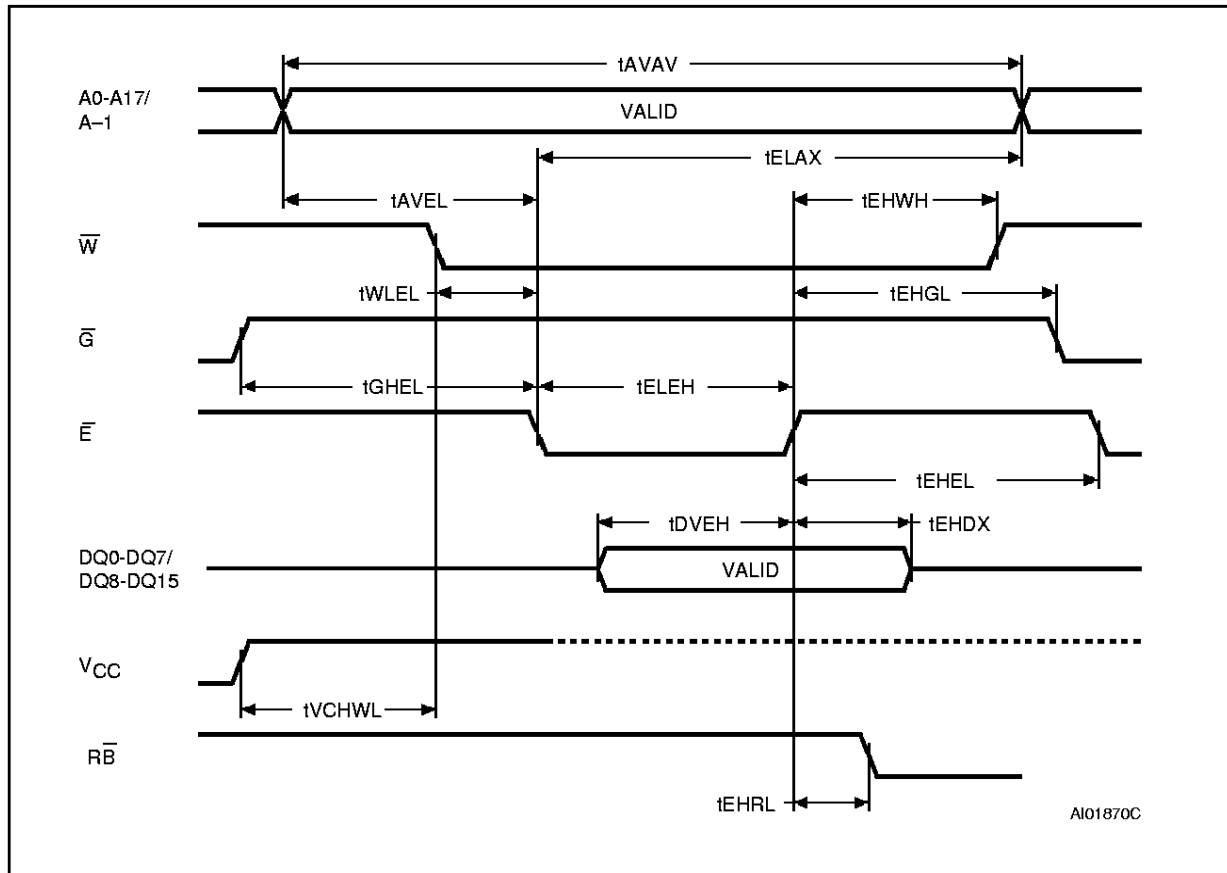 tAVAV
A0-A17/
A–1
VALID
tELAX
tAVEL
tEHWH
W̅
tWLEL
tEHGL
G̅
tGHEL
tELEH
E̅
tEHEL
tDVEH
tEHDX
DQ0-DQ7/
DQ8-DQ15
VALID
VCC
tVCHWL
RB̅
tEHRL
AI01870C